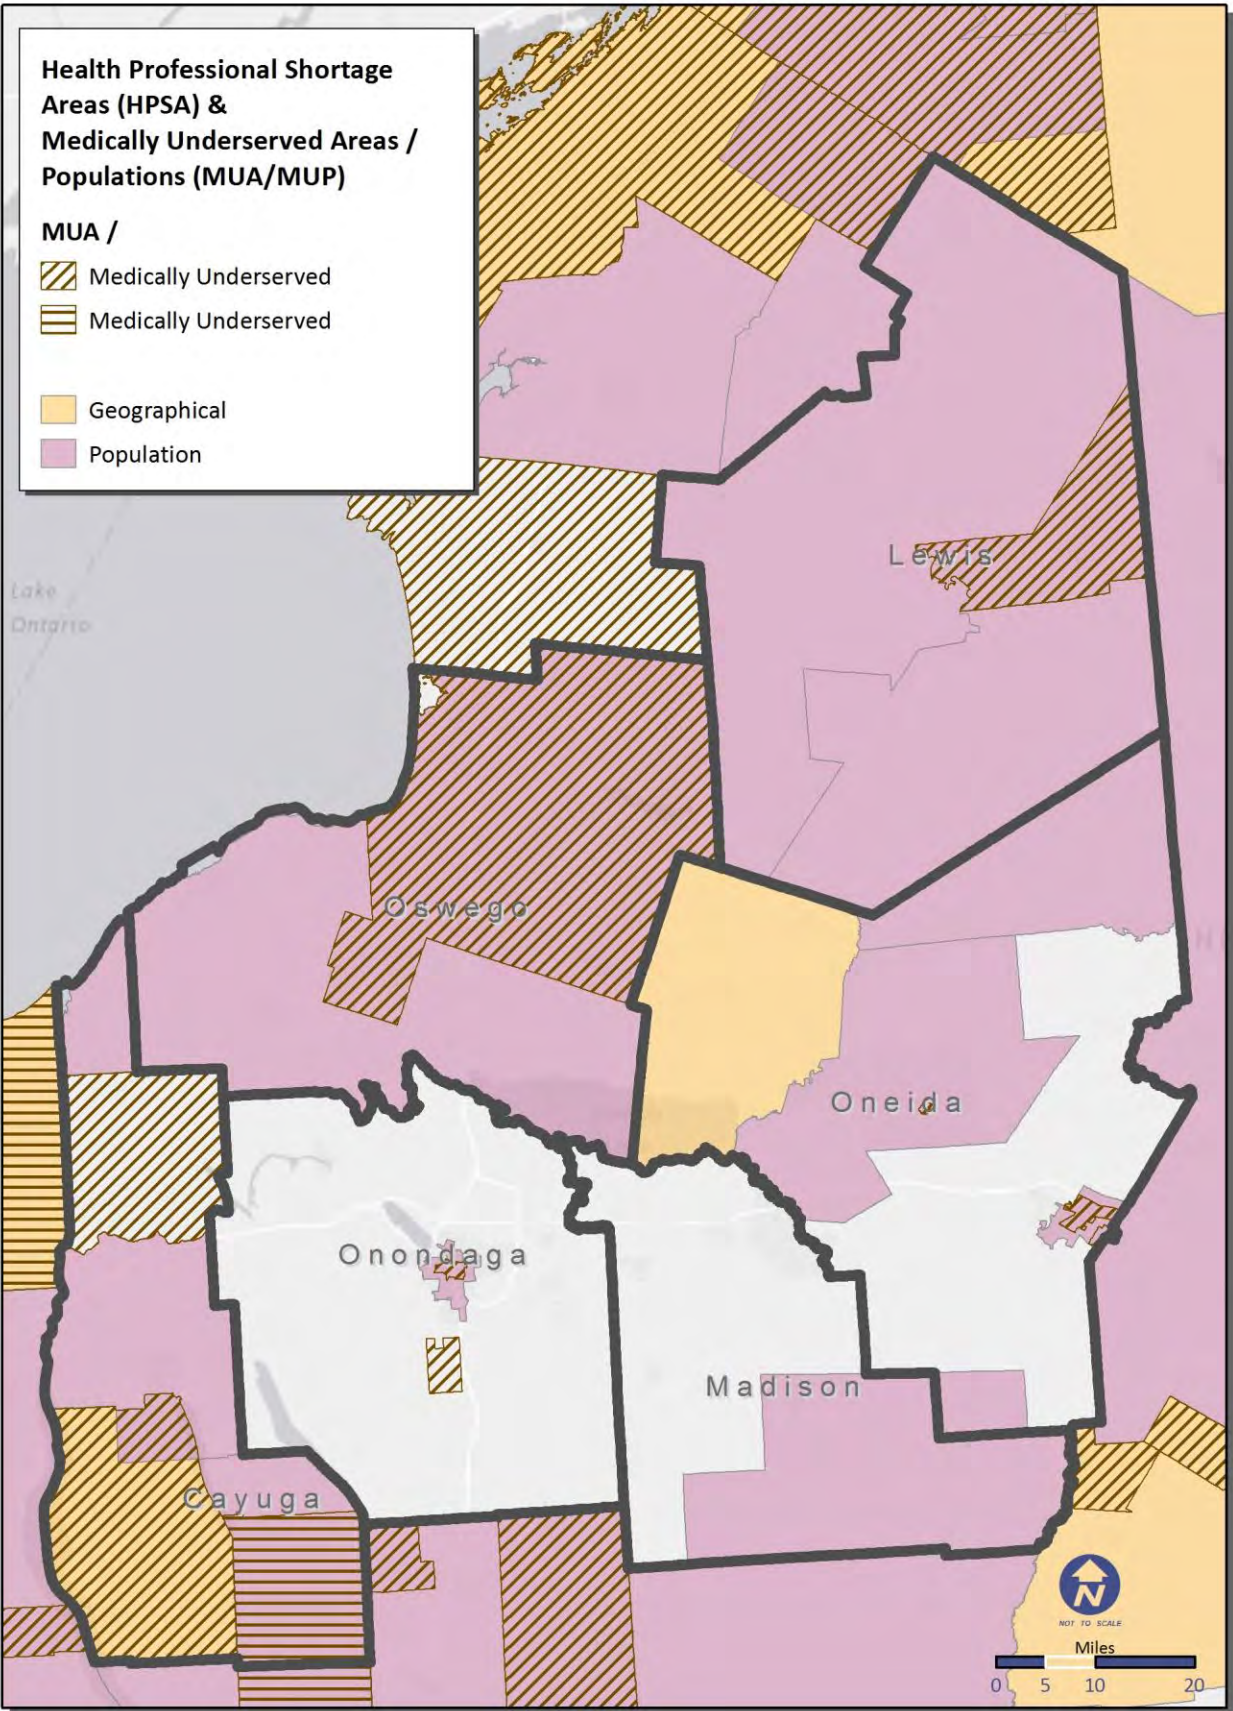 Health Professional Shortage
Areas (HPSA) &
Medically Underserved Areas /
Populations (MUA/MUP)
MUA /
Medically Underserved
Medically Underserved
Geographical
Population
Lake
Ontario
Lewis
Oswego
Oneida
Onondaga
Madison
Cayuga
N
NOT TO SCALE
Miles
0 5 10 20